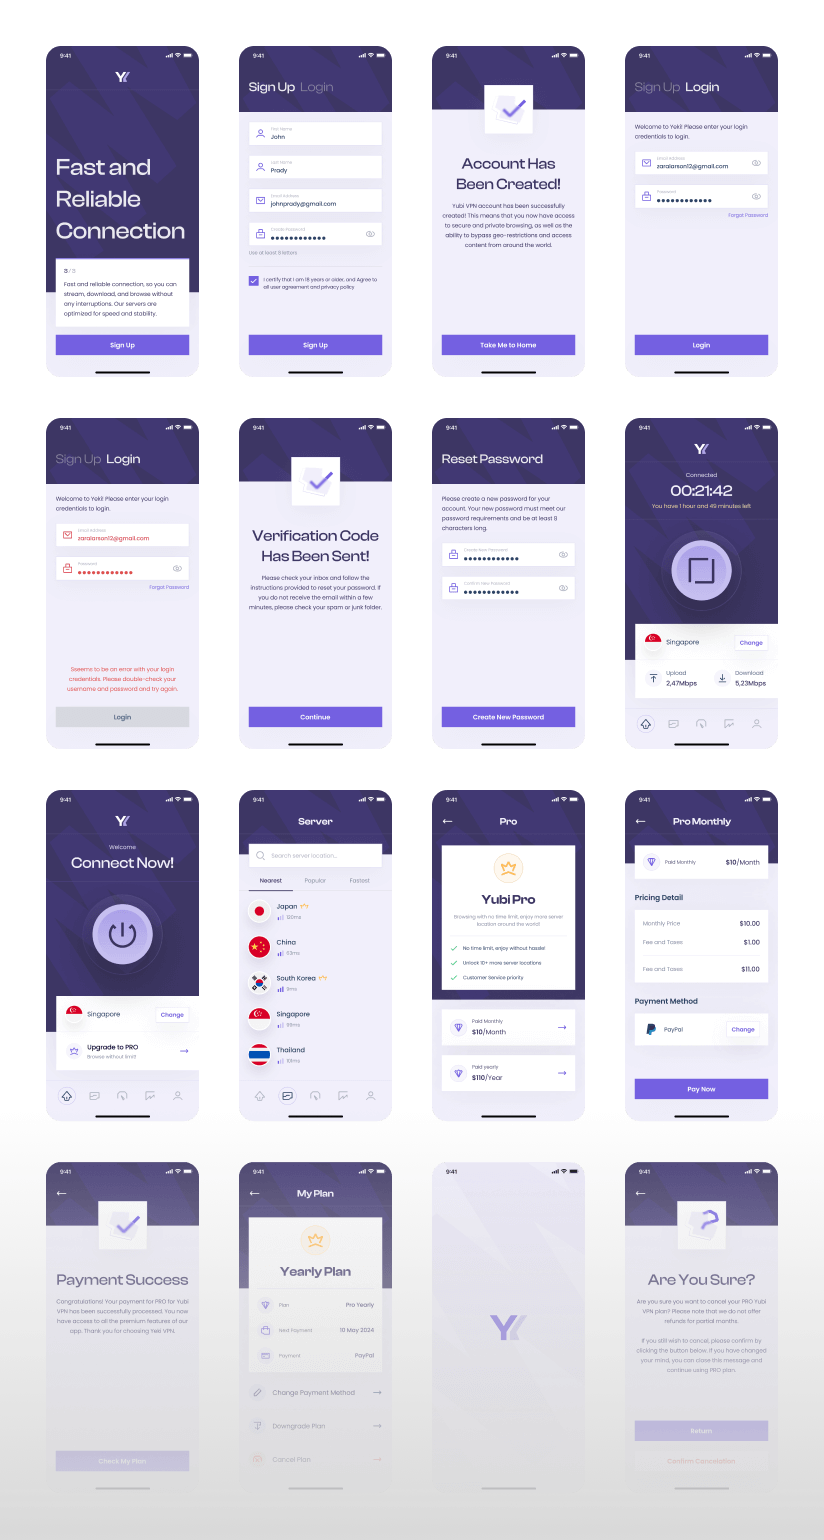 9:41
Y
Fast and
Reliable
Connection
3 / 5
Fast and reliable connection, so you can
stream, download, and browse without
any interruptions. Our servers are
optimized for speed and stability.
Sign Up
9:41
Sign Up Login
First Name
John
Last Name
Prady
Email Address
johnprady@gmail.com
Create Password
Use at least 8 letters
I certify that I am 18 years or older, and Agree to
all user agreement and privacy policy
Sign Up
9:41
Account Has
Been Created!
Yubi VPN account has been successfully
created! This means that you now have access
to secure and private browsing, as well as the
ability to bypass geo-restrictions and access
content from around the world.
Take Me to Home
9:41
Sign Up Login
Welcome to Yeki! Please enter your login
credentials to login.
Email Address
zaralarson12@gmail.com
Password
Forgot Password
Login
9:41
Sign Up Login
Welcome to Yeki! Please enter your login
credentials to login.
Email Address
zaralarson12@gmail.com
Password
Forgot Password
Sseems to be an error with your login
credentials. Please double-check your
username and password and try again.
Login
9:41
Verification Code
Has Been Sent!
Please check your inbox and follow the
instructions provided to reset your password. If
you do not receive the email within a few
minutes, please check your spam or junk folder.
Continue
9:41
Reset Password
Please create a new password for your
account. Your new password must meet our
password requirements and be at least 8
characters long.
Create New Password
Confirm New Password
Create New Password
9:41
Y
Connected
00:21:42
You have 1 hour and 49 minutes left
Singapore
Change
Upload
2,47Mbps
Download
5,23Mbps
9:41
Y
Welcome
Connect Now!
Singapore
Change
Upgrade to PRO
Browse without limit!
9:41
Server
Search server location...
Nearest Popular Fastest
Japan
120ms
China
63ms
South Korea
9ms
Singapore
99ms
Thailand
9:41
Pro
Yubi Pro
Browsing with no time limit, enjoy more server
location around the world!
No time limit, enjoy without hassle!
Unlock 10+ more server locations
Customer Service priority
Paid Monthly
$10/Month
Paid yearly
$110/Year
9:41
Pro Monthly
Paid Monthly
$10/Month
Pricing Detail
Monthly Price
$10.00
Fee and Taxes
$1.00
Fee and Taxes
$11.00
Payment Method
PayPal
Change
Pay Now
9:41
Payment Success
Congratulations! Your payment for PRO for Yubi
VPN has been successfully processed. You now
have access to all the premium features of our
app. Thank you for choosing Yeki VPN.
Check My Plan
9:41
My Plan
Yearly Plan
Plan
Pro Yearly
Next Payment
10 May 2024
Payment
PayPal
Change Payment Method
Downgrade Plan
Cancel Plan
9:41
Y
9:41
Are You Sure?
Are you sure you want to cancel your PRO Yubi
VPN plan? Please note that we do not offer
refunds for partial months.
If you still wish to cancel, please confirm by
clicking the button below. If you have changed
your mind, you can close this message and
continue using PRO plan.
Return
Confirm Cancelation